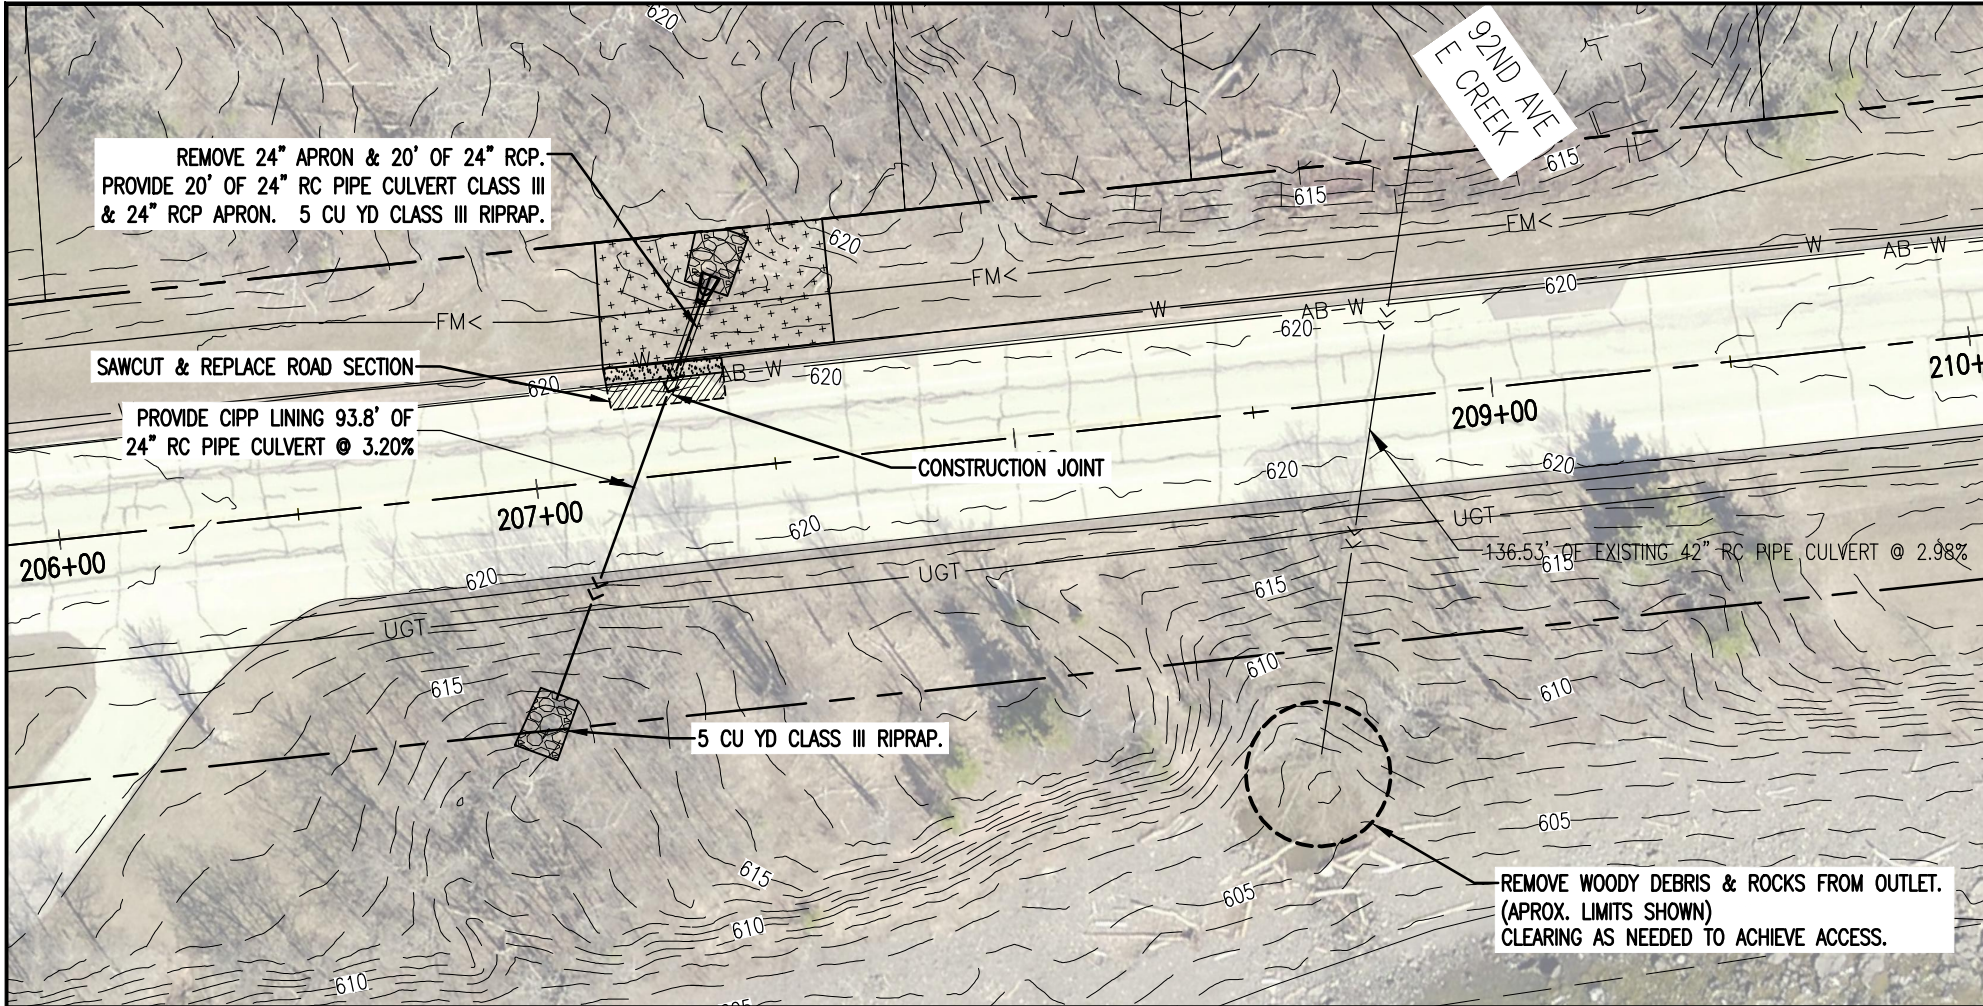 620
92ND AVE
E CREEK
REMOVE 24" APRON & 20' OF 24" RCP.
PROVIDE 20' OF 24" RC PIPE CULVERT CLASS III
& 24" RCP APRON.  5 CU YD CLASS III RIPRAP.
615
615
FM<
620
W
AB-W
FM<
620
W
AB-W
FM<
620
SAWCUT & REPLACE ROAD SECTION
W
AB-W
620
620
210+
PROVIDE CIPP LINING 93.8' OF
24" RC PIPE CULVERT @ 3.20%
209+00
CONSTRUCTION JOINT
620
620
207+00
620
UGT
206+00
136.53' OF EXISTING 42" RC PIPE CULVERT @ 2.98%
615
620
UGT
615
UGT
610
610
615
5 CU YD CLASS III RIPRAP.
605
615
REMOVE WOODY DEBRIS & ROCKS FROM OUTLET.
(APROX. LIMITS SHOWN)
CLEARING AS NEEDED TO ACHIEVE ACCESS.
605
610
610